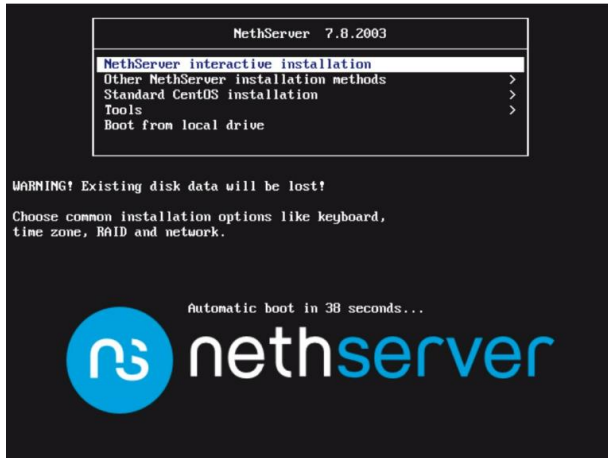 NethServer 7.8.2003
NethServer interactive installation
Other NethServer installation methods >
Standard CentOS installation >
Tools >
Boot from local drive
WARNING! Existing disk data will be lost!
Choose common installation options like keyboard,
time zone, RAID and network.
Automatic boot in 38 seconds...
ns nethserver